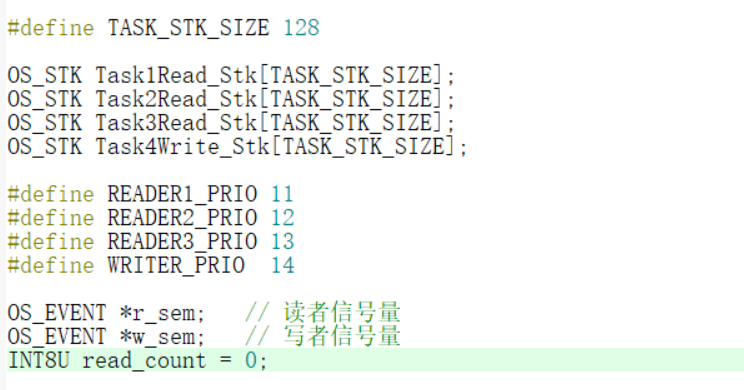 #define TASK_STK_SIZE 128
OS_STK Task1Read_Stk[TASK_STK_SIZE];
OS_STK Task2Read_Stk[TASK_STK_SIZE];
OS_STK Task3Read_Stk[TASK_STK_SIZE];
OS_STK Task4Write_Stk[TASK_STK_SIZE];
#define READER1_PRIO 11
#define READER2_PRIO 12
#define READER3_PRIO 13
#define WRITER_PRIO  14
OS_EVENT *r_sem;   // 读者信号量
OS_EVENT *w_sem;   // 写者信号量
INT8U read_count = 0;